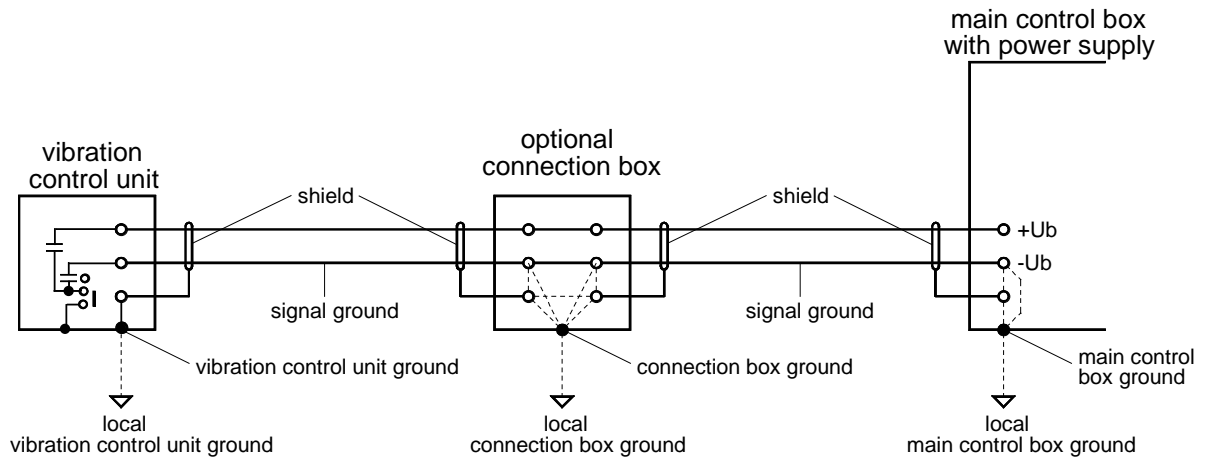 main control box
with power supply
optional
connection box
vibration
control unit
shield
shield
+Ub
-Ub
signal ground
signal ground
vibration control unit ground
connection box ground
main control
box ground
local
vibration control unit ground
local
connection box ground
local
main control box ground